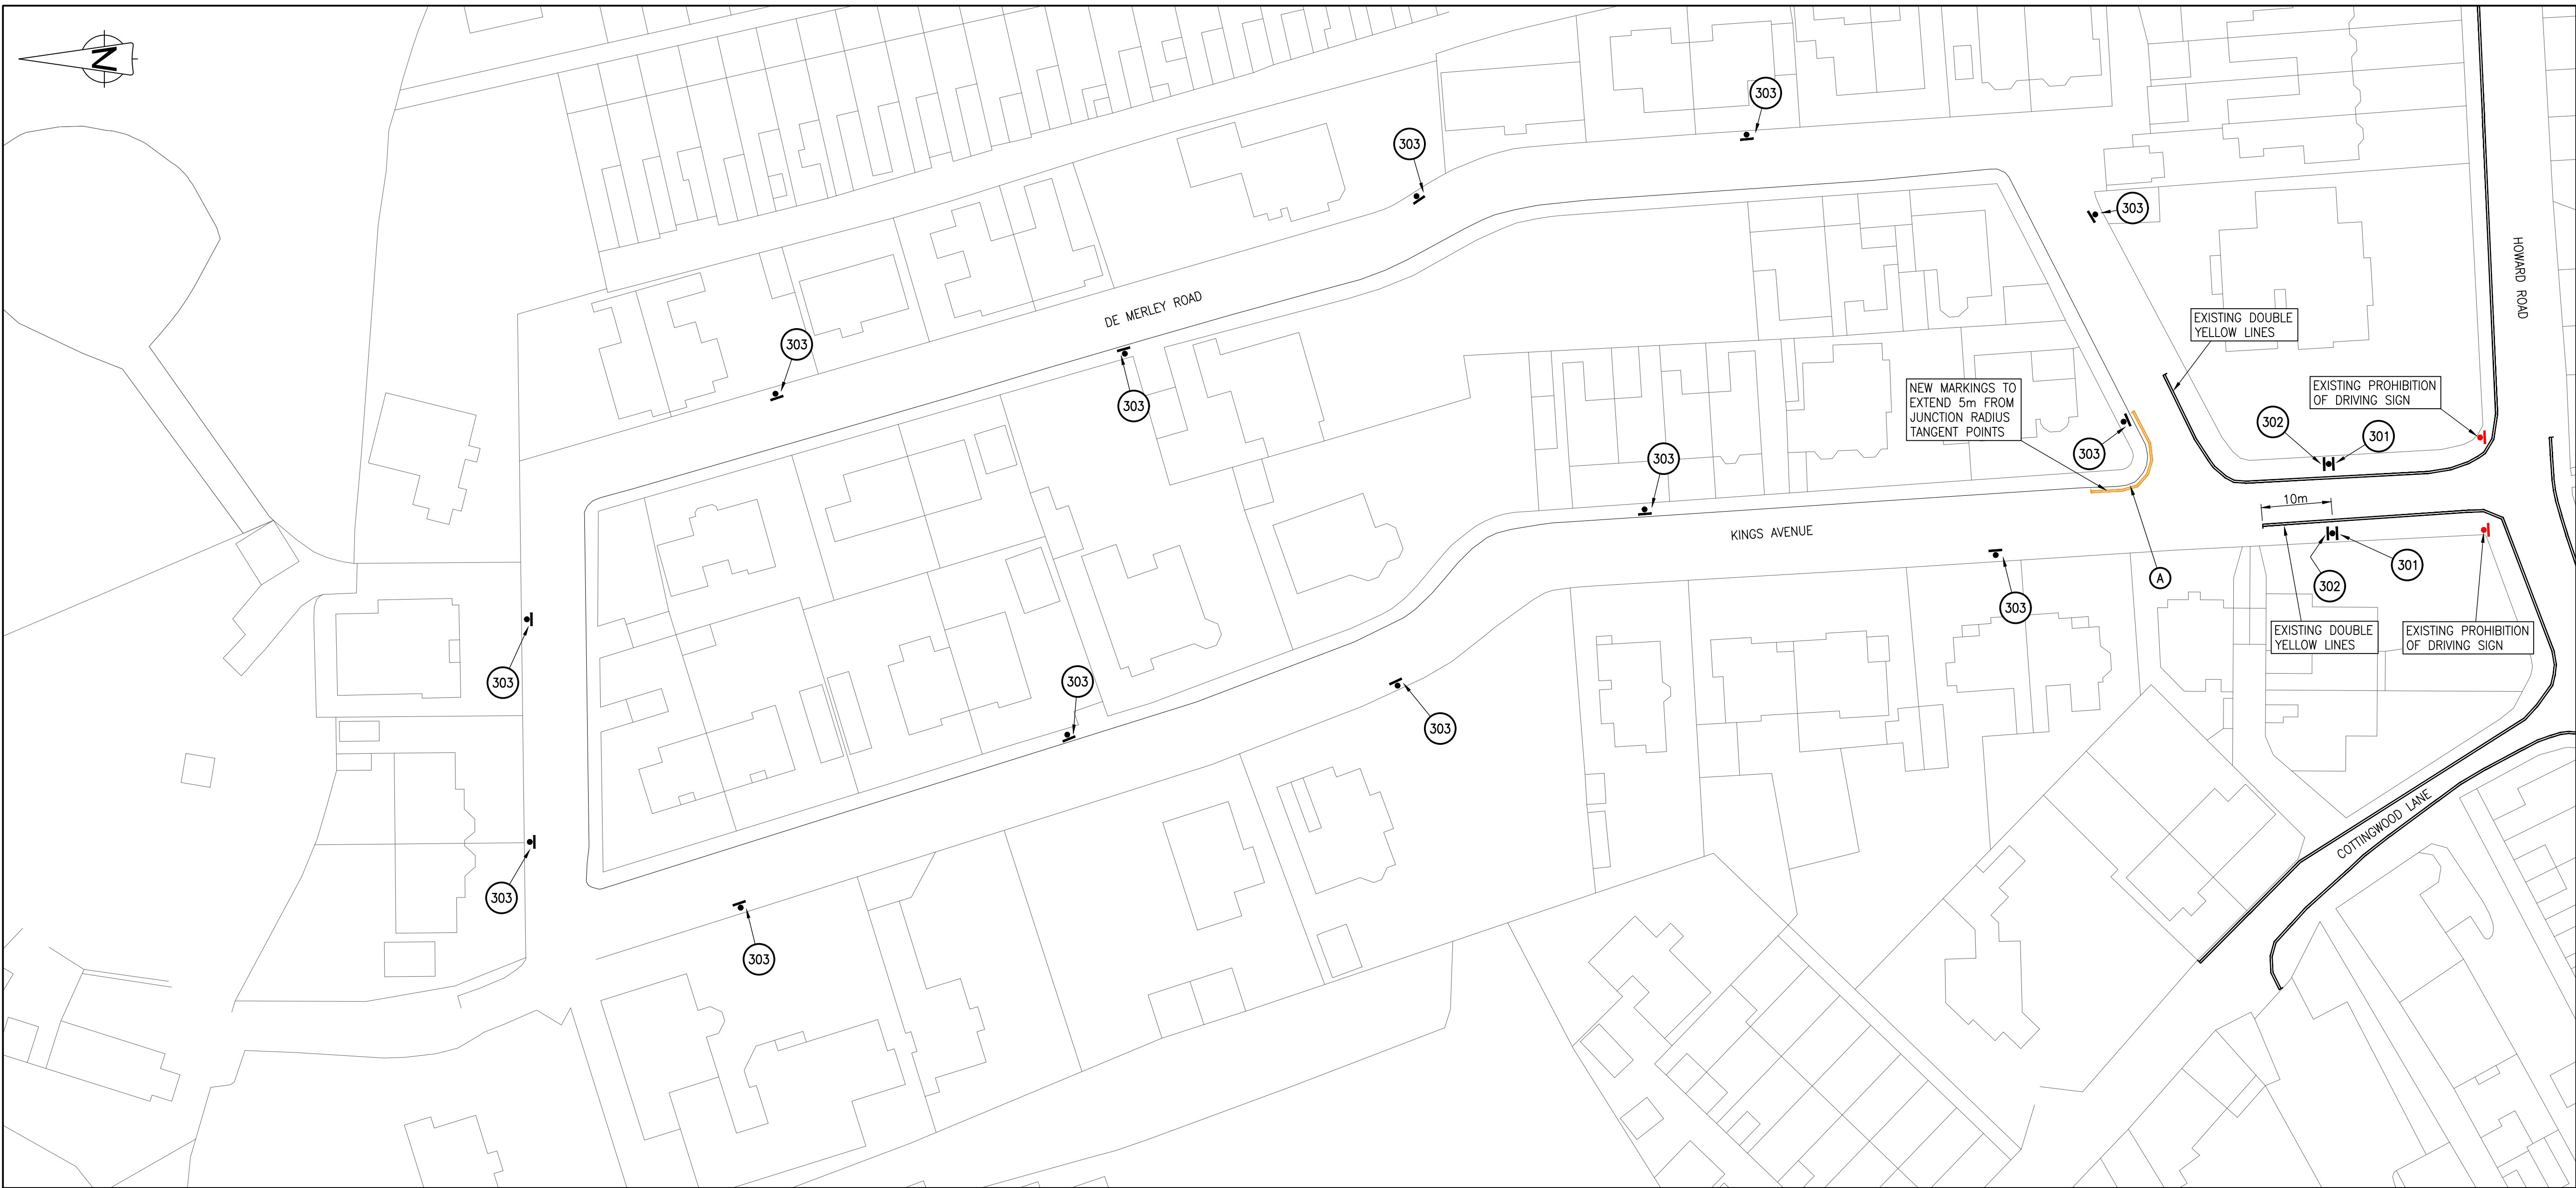 N
303
303
303
HOWARD ROAD
DE MERLEY ROAD
EXISTING DOUBLE
YELLOW LINES
303
303
NEW MARKINGS TO
EXTEND 5m FROM
JUNCTION RADIUS
TANGENT POINTS
EXISTING PROHIBITION
OF DRIVING SIGN
302
301
303
303
10m
KINGS AVENUE
A
301
302
303
EXISTING DOUBLE
YELLOW LINES
EXISTING PROHIBITION
OF DRIVING SIGN
303
303
303
COTTINGWOOD LANE
303
303